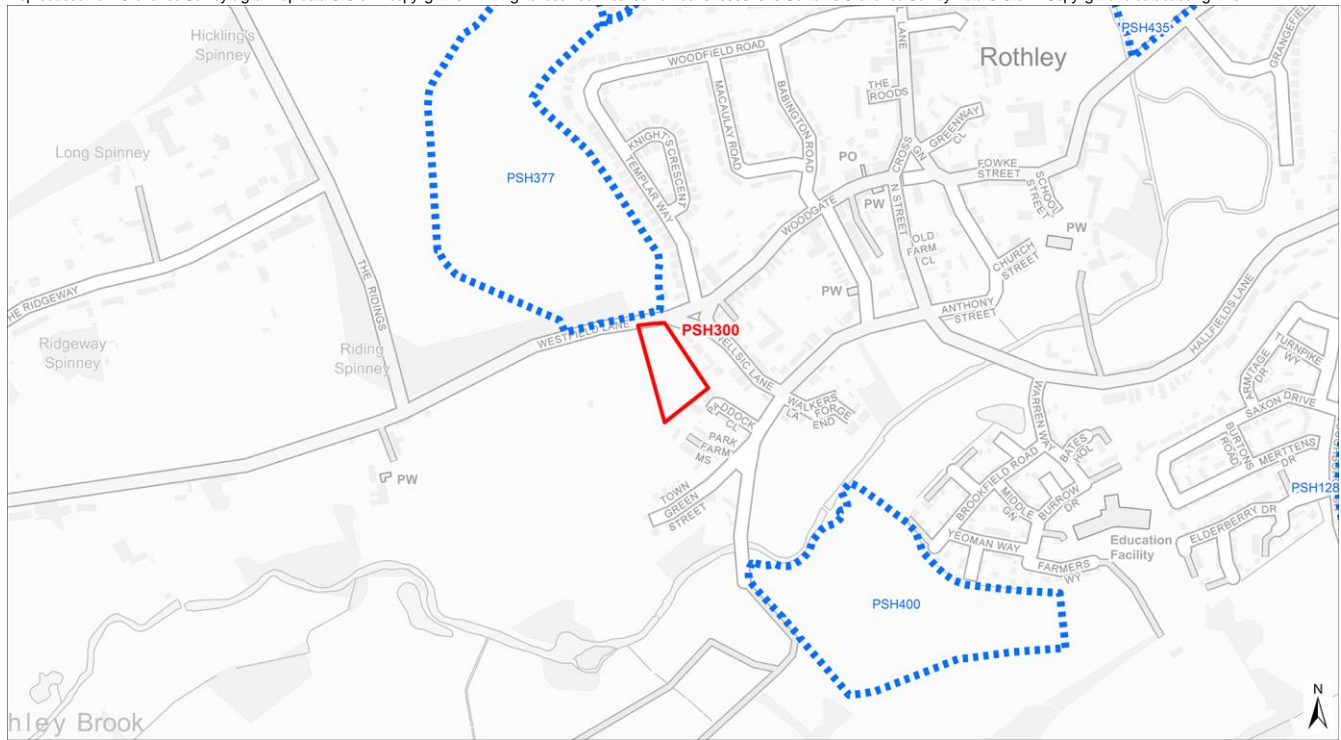 Hickling's
Spinney
WOODFIELD ROAD
LANE
Rothley
PSH435
GRANGEFIELD
THE
ROODS
MACAULAY ROAD
BABINGTON ROAD
GREENWAY
CL
KNIGHTS CRESCENT
Long Spinney
PO
CROSS
GN
FOWKE
STREET
PSH377
TEMPLAR WAY
PW
SCHOOL
STREET
WOODGATE
N STREET
PW
OLD
FARM
CL
CHURCH
STREET
THE RIDGEWAY
THE RIDINGS
PW
ANTHONY
STREET
HALLFIELDS LANE
WESTFIELD LANE
PSH300
Ridgeway
Spinney
Riding
Spinney
TURNPIKE
WY
ARMITAGE
DR
WALKERS
LA
FORGE
END
WARREN WAY
SAXON DRIVE
PARK
FARM
MS
BATES
HOL
BURTONS
ROAD
MERTTENS
DR
BROOKFIELD ROAD
PW
MIDDLE
GN
BURROW
DR
PSH128
TOWN
GREEN
STREET
YEOMAN WAY
Education
Facility
ELDERBERRY DR
FARMERS
WY
PSH400
hley Brook
N